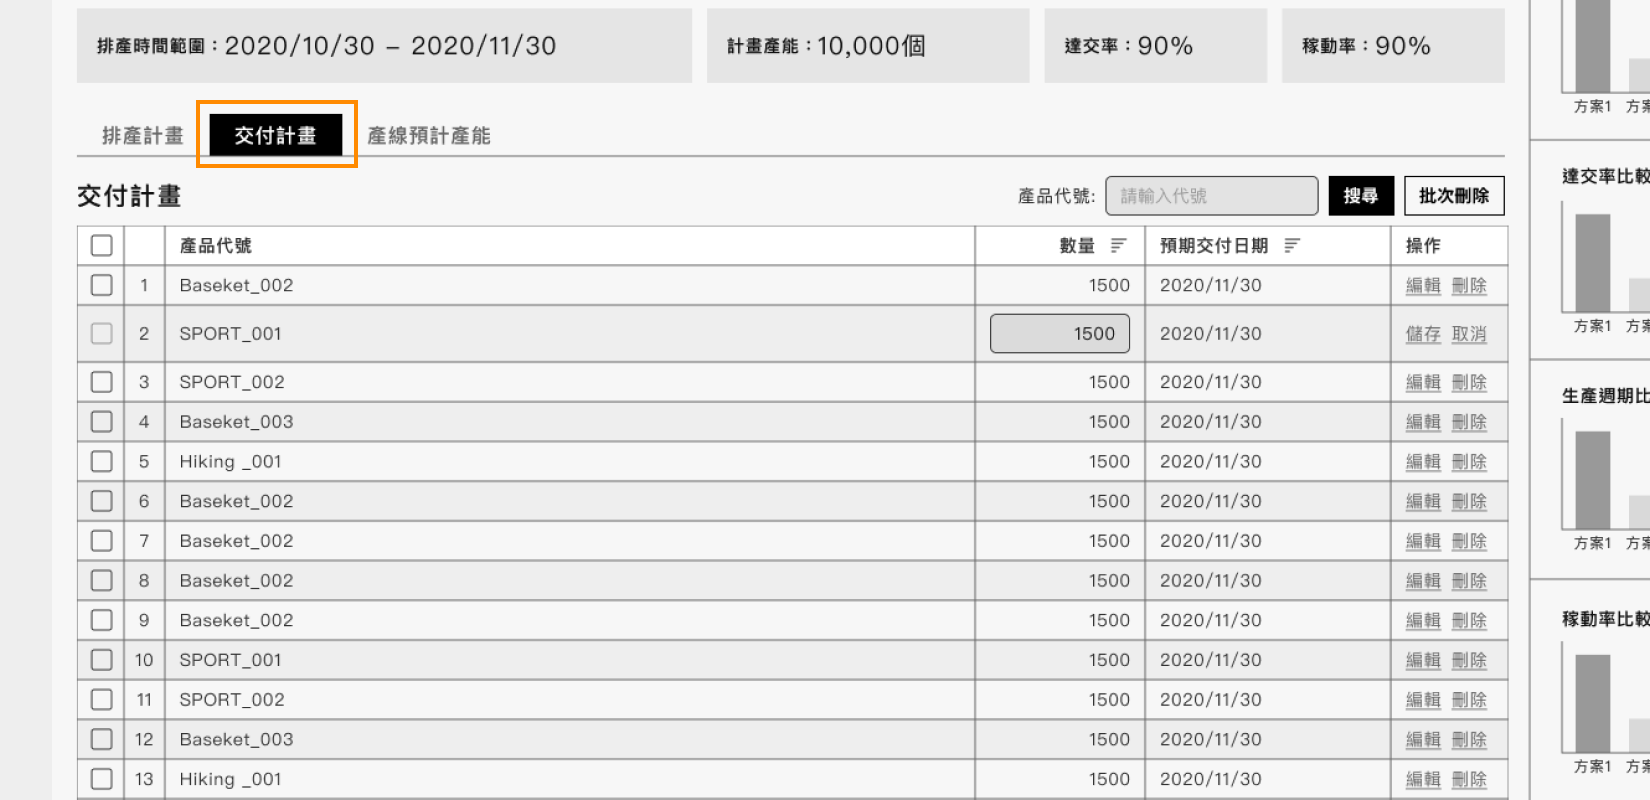 排產時間範圍：2020/10/30 – 2020/11/30 計畫產能：10,000個 達交率：90% 稼動率：90%
排產計畫 交付計畫 產線預計產能
交付計畫 產品代號: 請輸入代號 搜尋 批次刪除
產品代號 數量 預期交付日期 操作
1 Baseket_002 1500 2020/11/30 編輯 刪除
2 SPORT_001 1500 2020/11/30 儲存 取消
3 SPORT_002 1500 2020/11/30 編輯 刪除
4 Baseket_003 1500 2020/11/30 編輯 刪除
5 Hiking _001 1500 2020/11/30 編輯 刪除
6 Baseket_002 1500 2020/11/30 編輯 刪除
7 Baseket_002 1500 2020/11/30 編輯 刪除
8 Baseket_002 1500 2020/11/30 編輯 刪除
9 Baseket_002 1500 2020/11/30 編輯 刪除
10 SPORT_001 1500 2020/11/30 編輯 刪除
11 SPORT_002 1500 2020/11/30 編輯 刪除
12 Baseket_003 1500 2020/11/30 編輯 刪除
13 Hiking _001 1500 2020/11/30 編輯 刪除
方案1 方案
達交率比較
方案1 方案
生產週期比
方案1 方案
稼動率比較
方案1 方案